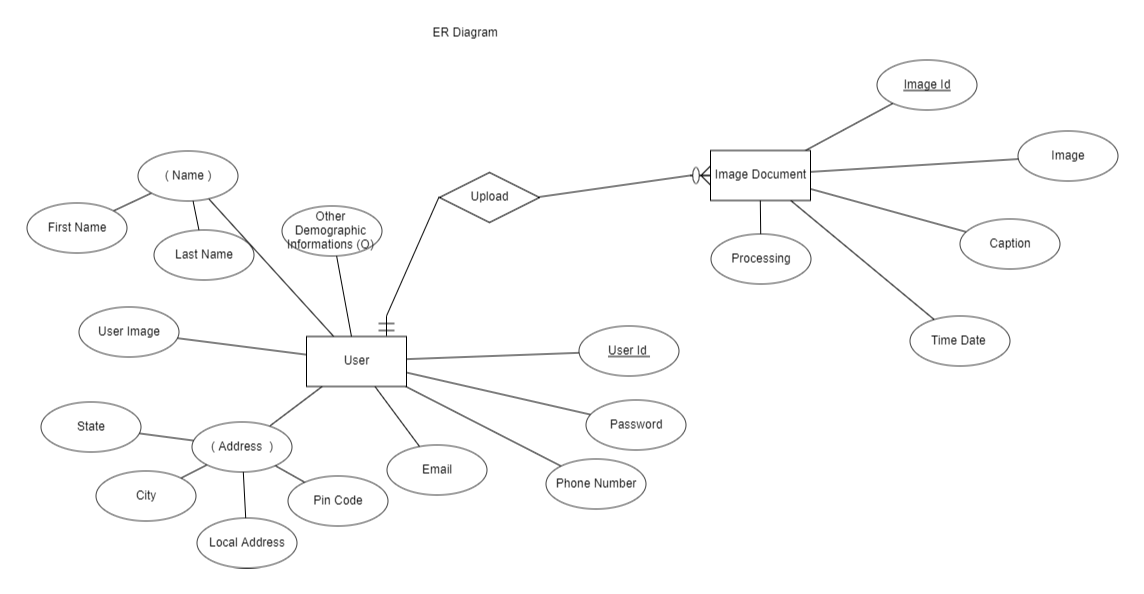 ER Diagram
Image Id
Image
( Name )
Image Document
Upload
First Name
Other
Demographic
Informations (O)
Last Name
Caption
Processing
User Image
Time Date
User Id
User
State
( Address )
Password
Email
Phone Number
City
Pin Code
Local Address